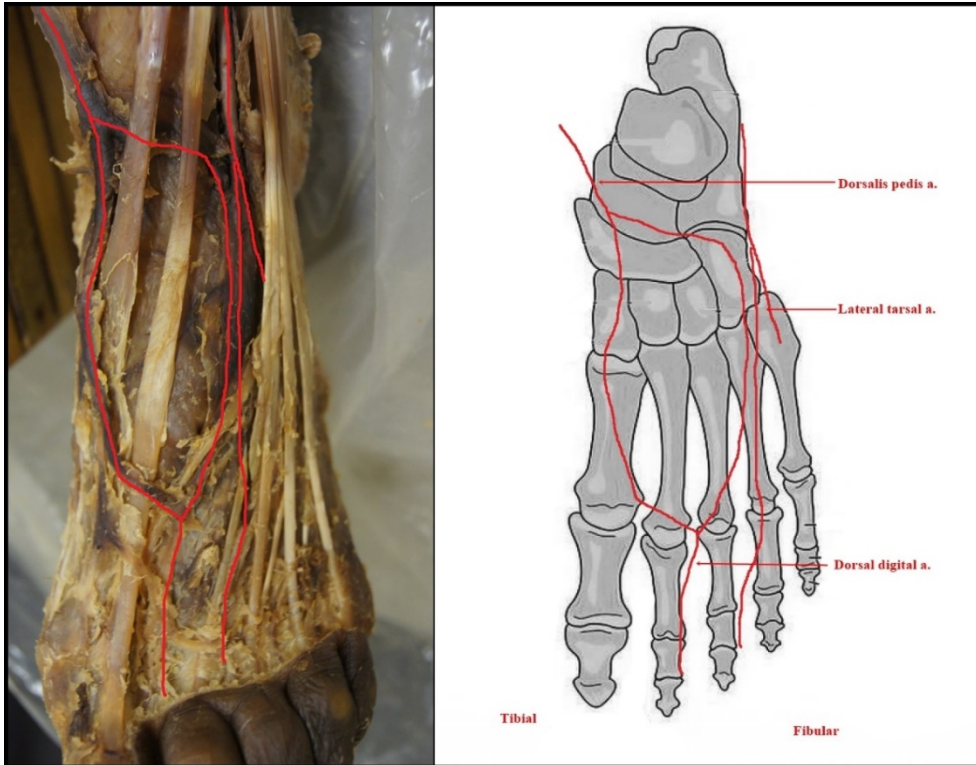 Dorsalis pedis a.
Lateral tarsal a.
Dorsal digital a.
Tibial
Fibular